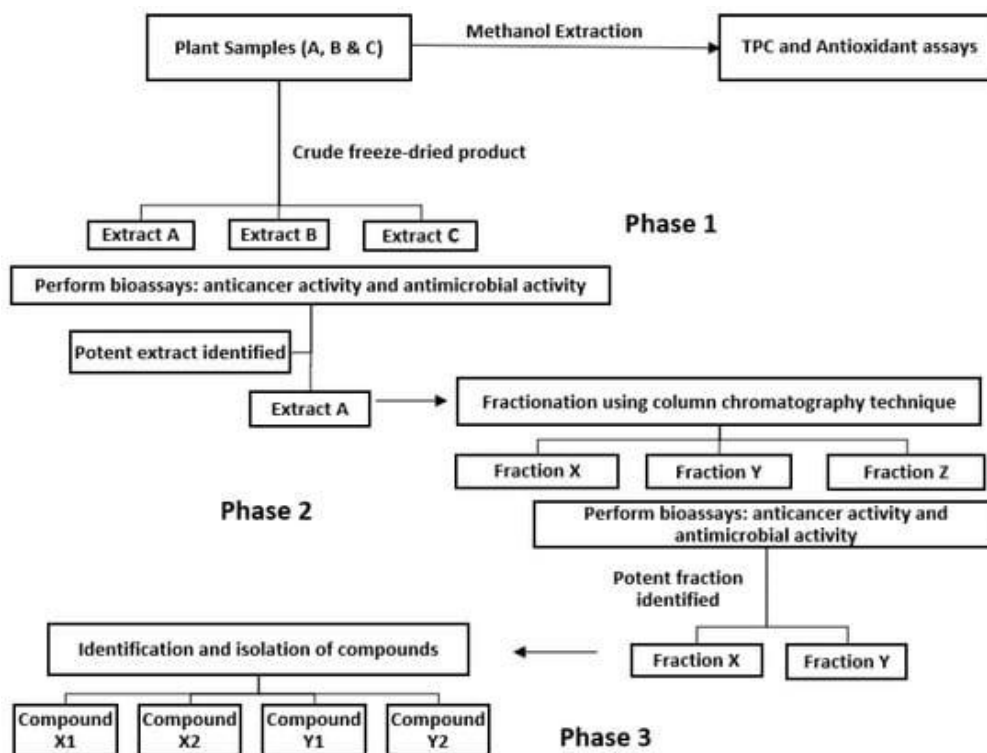 Plant Samples (A, B & C)
Methanol Extraction
TPC and Antioxidant assays
Crude freeze-dried product
Extract A
Extract B
Extract C
Phase 1
Perform bioassays: anticancer activity and antimicrobial activity
Potent extract identified
Extract A
Fractionation using column chromatography technique
Fraction X
Fraction Y
Fraction Z
Phase 2
Perform bioassays: anticancer activity and
antimicrobial activity
Potent fraction
identified
Fraction X
Fraction Y
Identification and isolation of compounds
Compound
X1
Compound
X2
Compound
Y1
Compound
Y2
Phase 3